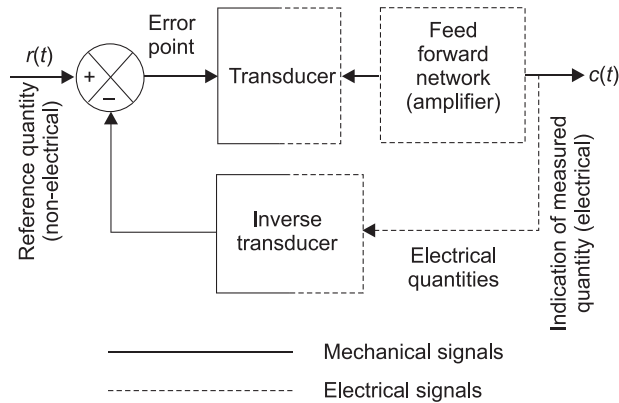 Error
point
r(t)
+
−
Transducer
Feed
forward
network
(amplifier)
c(t)
Reference quantity
(non-electrical)
Inverse
transducer
Electrical
quantities
Indication of measured
quantity (electrical)
Mechanical signals
Electrical signals